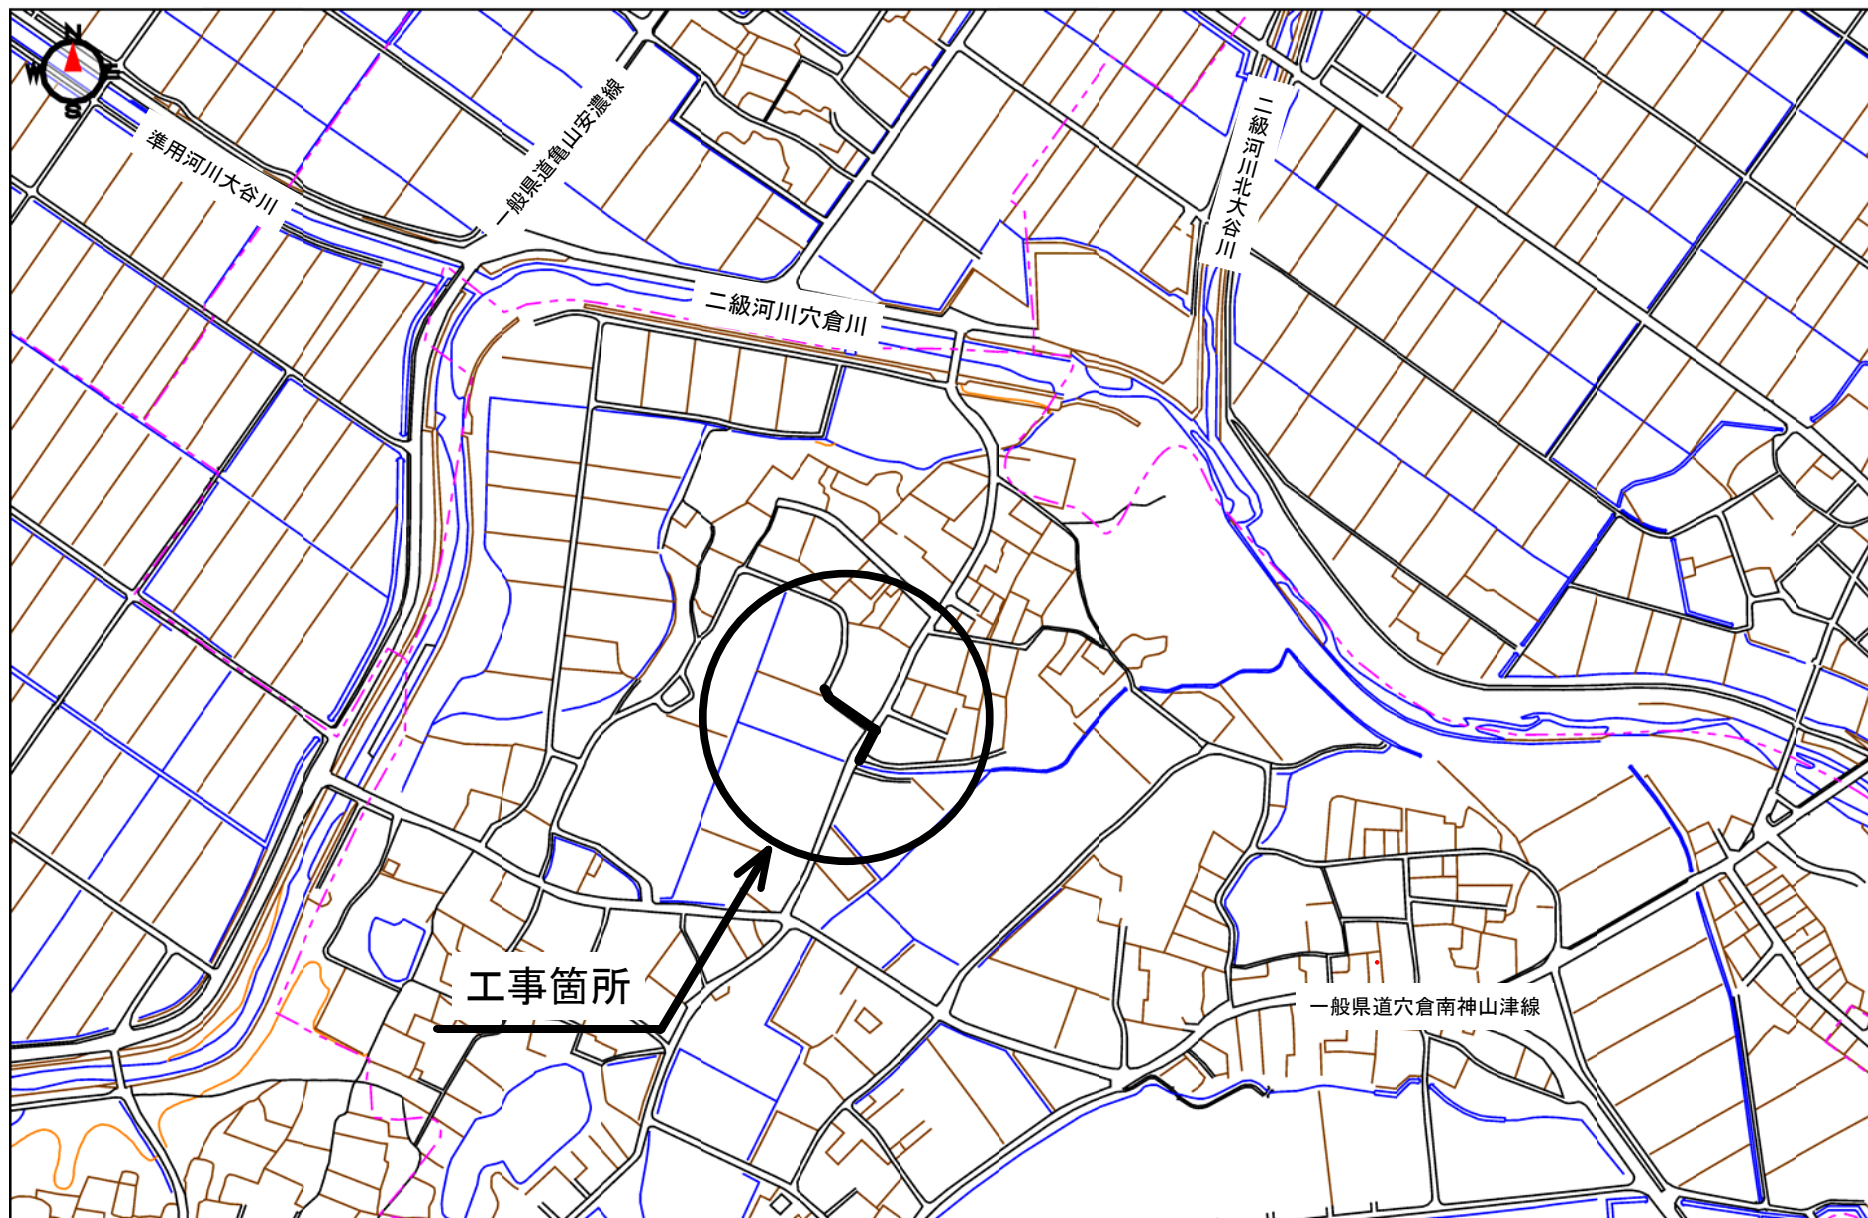 N
W
E
S
準用河川大谷川
一般県道亀山安濃線
二級河川北大谷川
二級河川穴倉川
工事箇所
一般県道穴倉南神山津線